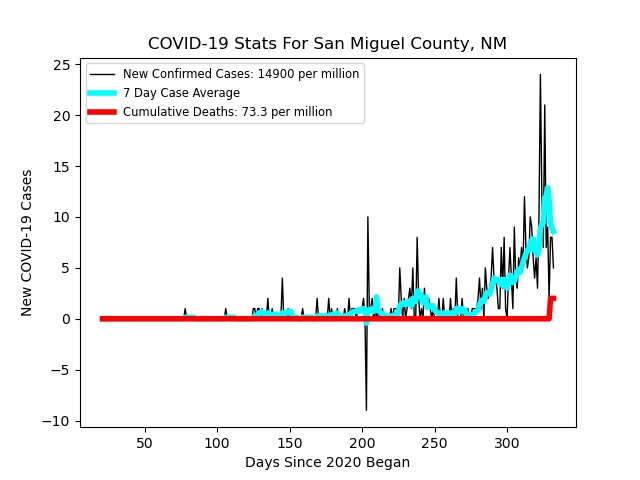 COVID-19 Stats For San Miguel County, NM
New Confirmed Cases: 14900 per million
7 Day Case Average
Cumulative Deaths: 73.3 per million
New COVID-19 Cases
25
20
15
10
5
0
−5
−10
50 100 150 200 250 300
Days Since 2020 Began